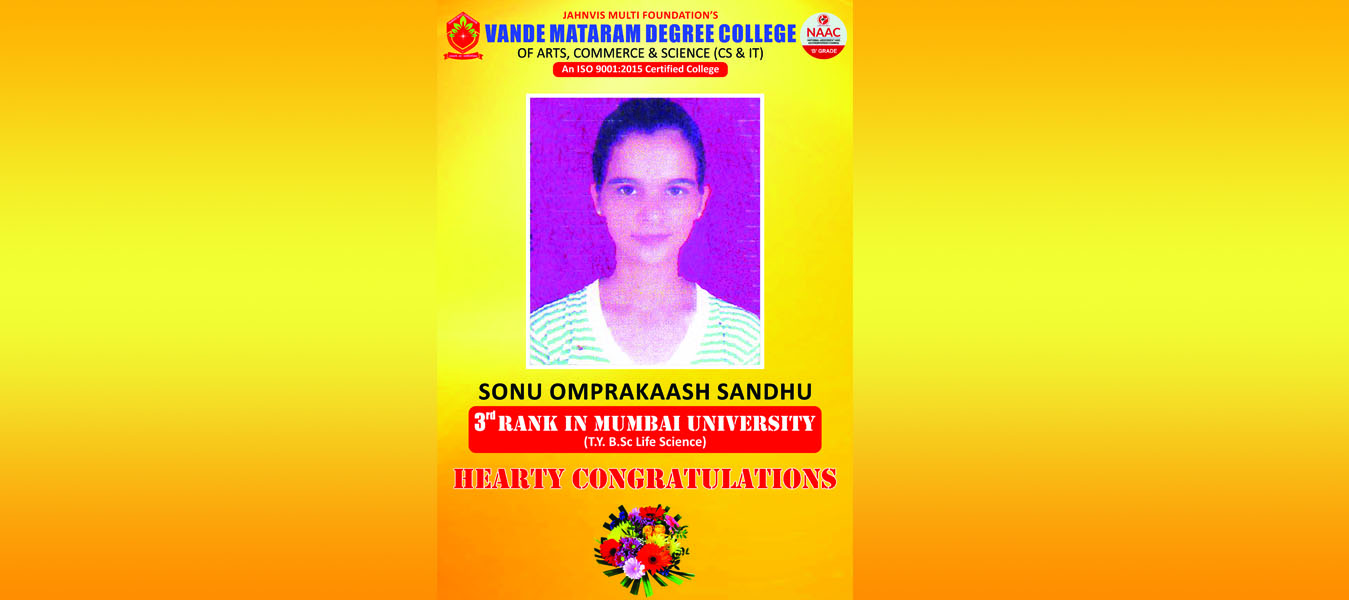 JAHNVIS MULTI FOUNDATION'S
VANDE MATARAM DEGREE COLLEGE
OF ARTS, COMMERCE & SCIENCE (CS & IT)
An ISO 9001:2015 Certified College
NAAC
'B' GRADE
SONU OMPRAKAASH SANDHU
3rd RANK IN MUMBAI UNIVERSITY
(T.Y. B.Sc Life Science)
HEARTY CONGRATULATIONS